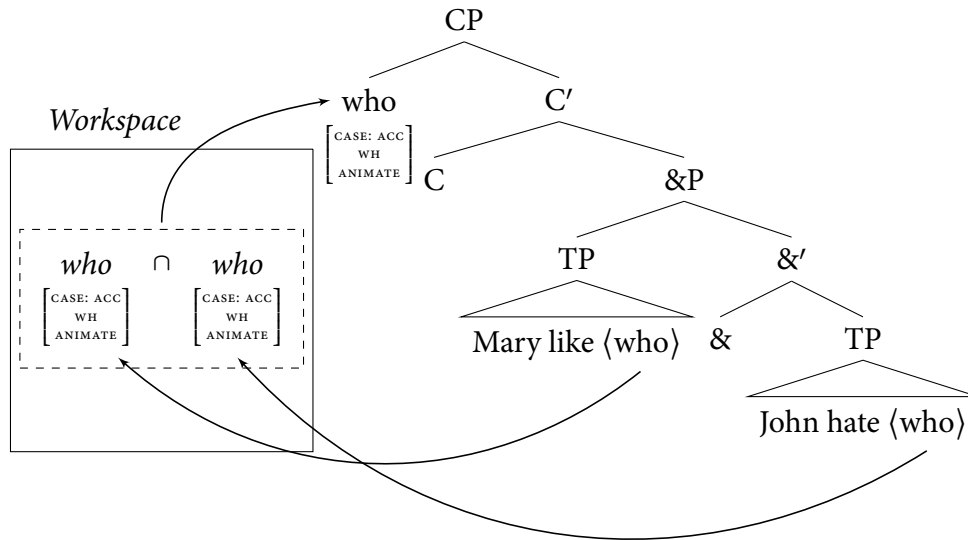 CP
who
C′
Workspace
[CASE: ACC
WH
ANIMATE]
C
&P
TP
&′
who ∩ who
[CASE: ACC
WH
ANIMATE]
[CASE: ACC
WH
ANIMATE]
Mary like ⟨who⟩
&
TP
John hate ⟨who⟩